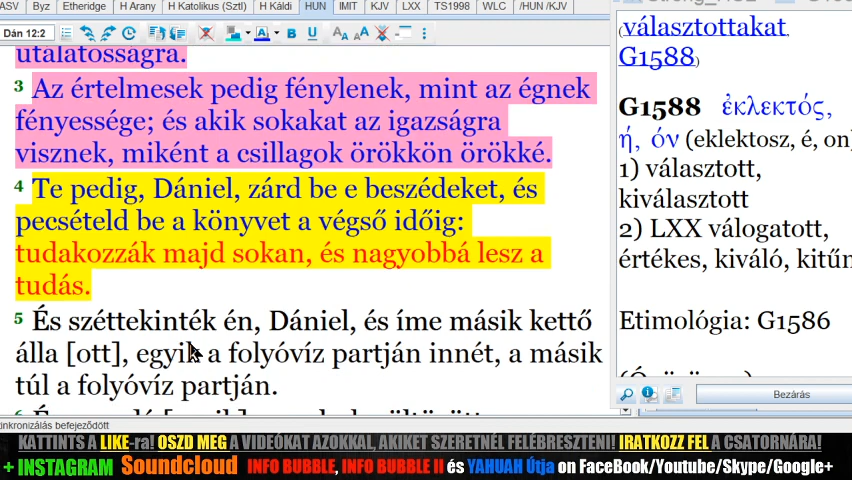 ASV Byz Etheridge H Arany H Katolikus (Sztl) H Káldi HUN IMIT KJV LXX TS1998 WLC /HUN /KJV
Dán 12:2
utálatosságra.
3 Az értelmesek pedig fénylenek, mint az égnek
fényessége; és akik sokakat az igazságra
visznek, miként a csillagok örökkön örökké.
4 Te pedig, Dániel, zárd be e beszédeket, és
pecsételd be a könyvet a végső időig:
tudakozzák majd sokan, és nagyobbá lesz a
tudás.
5 És széttekinték én, Dániel, és íme másik kettő
álla [ott], egyik a folyóvíz partján innét, a másik
túl a folyóvíz partján.
(választottakat
G1588)
G1588 ἐκλεκτός,
ή, όν (eklektosz, é, on)
1) választott,
kiválasztott
2) LXX válogatott,
értékes, kiváló, kitűn
Etimológia: G1586
Bezárás
inkronizálás befejeződött
KATTINTS A LIKE-ra! OSZD MEG A VIDEÓKAT AZOKKAL, AKIKET SZERETNÉL FELÉBRESZTENI! IRATKOZZ FEL A CSATORNÁRA!
+ INSTAGRAM Soundcloud INFO BUBBLE, INFO BUBBLE II és YAHUAH Útja on FaceBook/Youtube/Skype/Google+